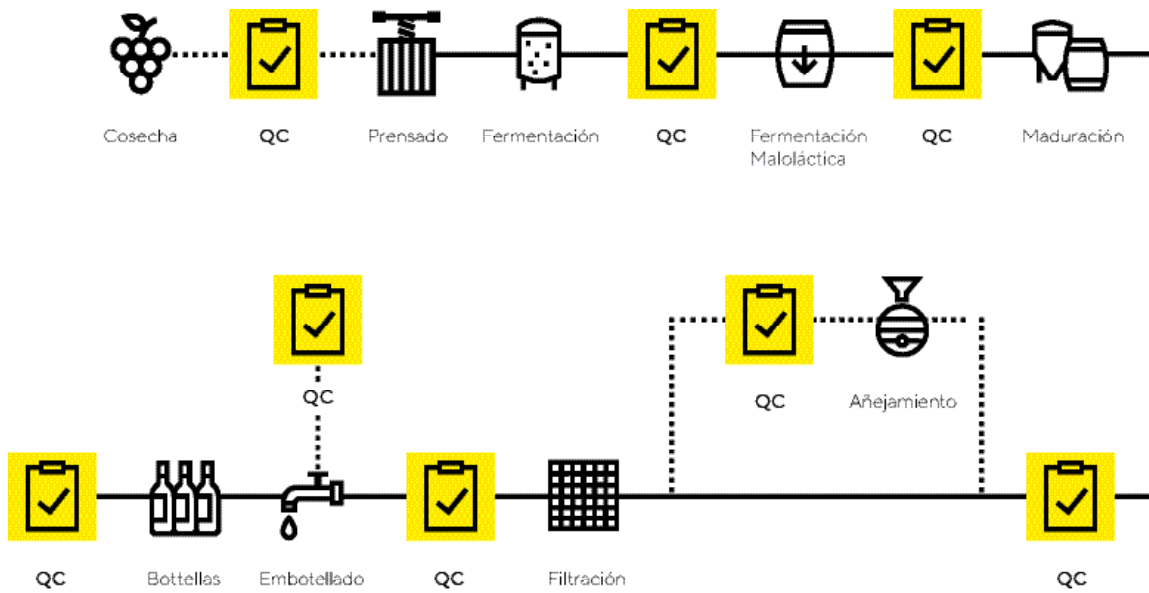 Cosecha
QC
Prensado
Fermentación
QC
Fermentación
Maloláctica
QC
Maduración
QC
QC
Añejamiento
QC
Bottellas
Embotellado
QC
Filtración
QC